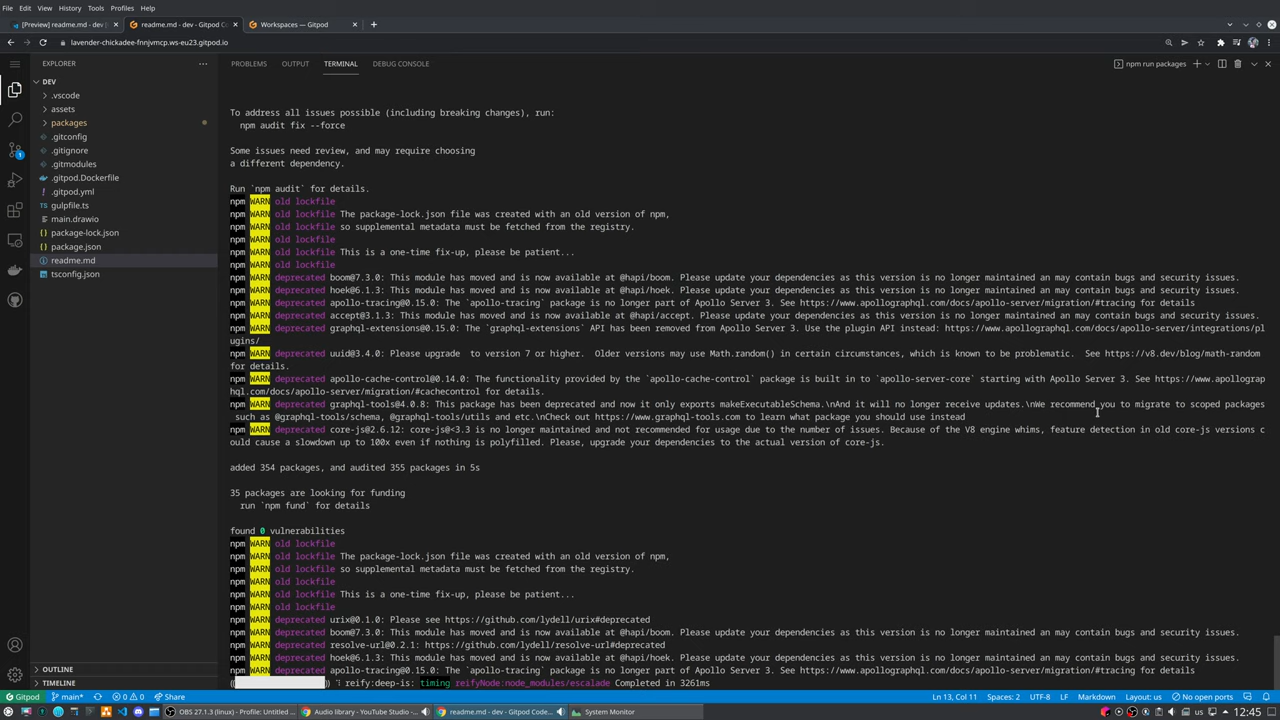 File Edit View History Bookmarks Tools Profiles Help
[Preview] readme.md - dev
readme.md - dev - Gitpod Co
Workspaces — Gitpod
lavender-chickadee-fnnjvmcp.ws-eu23.gitpod.io
EXPLORER
PROBLEMS OUTPUT TERMINAL DEBUG CONSOLE
npm run packages
DEV
.vscode
assets
packages
.gitconfig
.gitignore
.gitmodules
.gitpod.Dockerfile
.gitpod.yml
gulpfile.ts
main.drawio
package-lock.json
package.json
readme.md
tsconfig.json
OUTLINE
TIMELINE
To address all issues possible (including breaking changes), run:
npm audit fix --force
Some issues need review, and may require choosing
a different dependency.
Run `npm audit` for details.
npm WARN old lockfile
npm WARN old lockfile The package-lock.json file was created with an old version of npm,
npm WARN old lockfile so supplemental metadata must be fetched from the registry.
npm WARN old lockfile
npm WARN old lockfile This is a one-time fix-up, please be patient...
npm WARN old lockfile
npm WARN deprecated boom@7.3.0: This module has moved and is now available at @hapi/boom. Please update your dependencies as this version is no longer maintained an may contain bugs and security issues.
npm WARN deprecated hoek@6.1.3: This module has moved and is now available at @hapi/hoek. Please update your dependencies as this version is no longer maintained an may contain bugs and security issues.
npm WARN deprecated apollo-tracing@0.15.0: The `apollo-tracing` package is no longer part of Apollo Server 3. See https://www.apollographql.com/docs/apollo-server/migration/#tracing for details
npm WARN deprecated accept@3.1.3: This module has moved and is now available at @hapi/accept. Please update your dependencies as this version is no longer maintained an may contain bugs and security issues.
npm WARN deprecated graphql-extensions@0.15.0: The `graphql-extensions` API has been removed from Apollo Server 3. Use the plugin API instead: https://www.apollographql.com/docs/apollo-server/integrations/pl
ugins/
npm WARN deprecated uuid@3.4.0: Please upgrade to version 7 or higher. Older versions may use Math.random() in certain circumstances, which is known to be problematic. See https://v8.dev/blog/math-random
for details.
npm WARN deprecated apollo-cache-control@0.14.0: The functionality provided by the `apollo-cache-control` package is built in to `apollo-server-core` starting with Apollo Server 3. See https://www.apollograp
hql.com/docs/apollo-server/migration/#cachecontrol for details.
npm WARN deprecated graphql-tools@4.0.8: This package has been deprecated and now it only exports makeExecutableSchema.\nAnd it will no longer receive updates.\nWe recommend you to migrate to scoped packages
such as @graphql-tools/schema, @graphql-tools/utils and etc.\nCheck out https://www.graphql-tools.com to learn what package you should use instead
npm WARN deprecated core-js@2.6.12: core-js@<3.3 is no longer maintained and not recommended for usage due to the number of issues. Because of the V8 engine whims, feature detection in old core-js versions c
ould cause a slowdown up to 100x even if nothing is polyfilled. Please, upgrade your dependencies to the actual version of core-js.
added 354 packages, and audited 355 packages in 5s
35 packages are looking for funding
run `npm fund` for details
found 0 vulnerabilities
npm WARN old lockfile
npm WARN old lockfile The package-lock.json file was created with an old version of npm,
npm WARN old lockfile so supplemental metadata must be fetched from the registry.
npm WARN old lockfile
npm WARN old lockfile This is a one-time fix-up, please be patient...
npm WARN old lockfile
npm WARN deprecated urix@0.1.0: Please see https://github.com/lydell/urix#deprecated
npm WARN deprecated boom@7.3.0: This module has moved and is now available at @hapi/boom. Please update your dependencies as this version is no longer maintained an may contain bugs and security issues.
npm WARN deprecated resolve-url@0.2.1: https://github.com/lydell/resolve-url#deprecated
npm WARN deprecated hoek@6.1.3: This module has moved and is now available at @hapi/hoek. Please update your dependencies as this version is no longer maintained an may contain bugs and security issues.
npm WARN deprecated apollo-tracing@0.15.0: The `apollo-tracing` package is no longer part of Apollo Server 3. See https://www.apollographql.com/docs/apollo-server/migration/#tracing for details
reify:deep-is: timing reifyNode:node_modules/escalade Completed in 3261ms
Gitpod main* 1 0 0 Share
Ln 13, Col 11 Spaces: 2 UTF-8 LF Markdown Layout: us No open ports
OBS 27.1.3 (linux) - Profile: Untitled ...
Audio library - YouTube Studio -...
readme.md - dev - Gitpod Code...
System Monitor
us 12:45